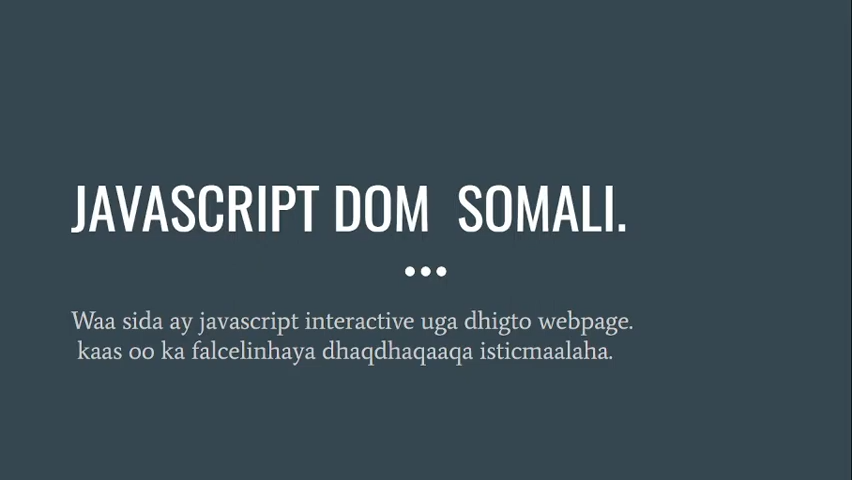 JAVASCRIPT DOM SOMALI.
Waa sida ay javascript interactive uga dhigto webpage.
kaas oo ka falcelinhaya dhaqdhaqaaqa isticmaalaha.